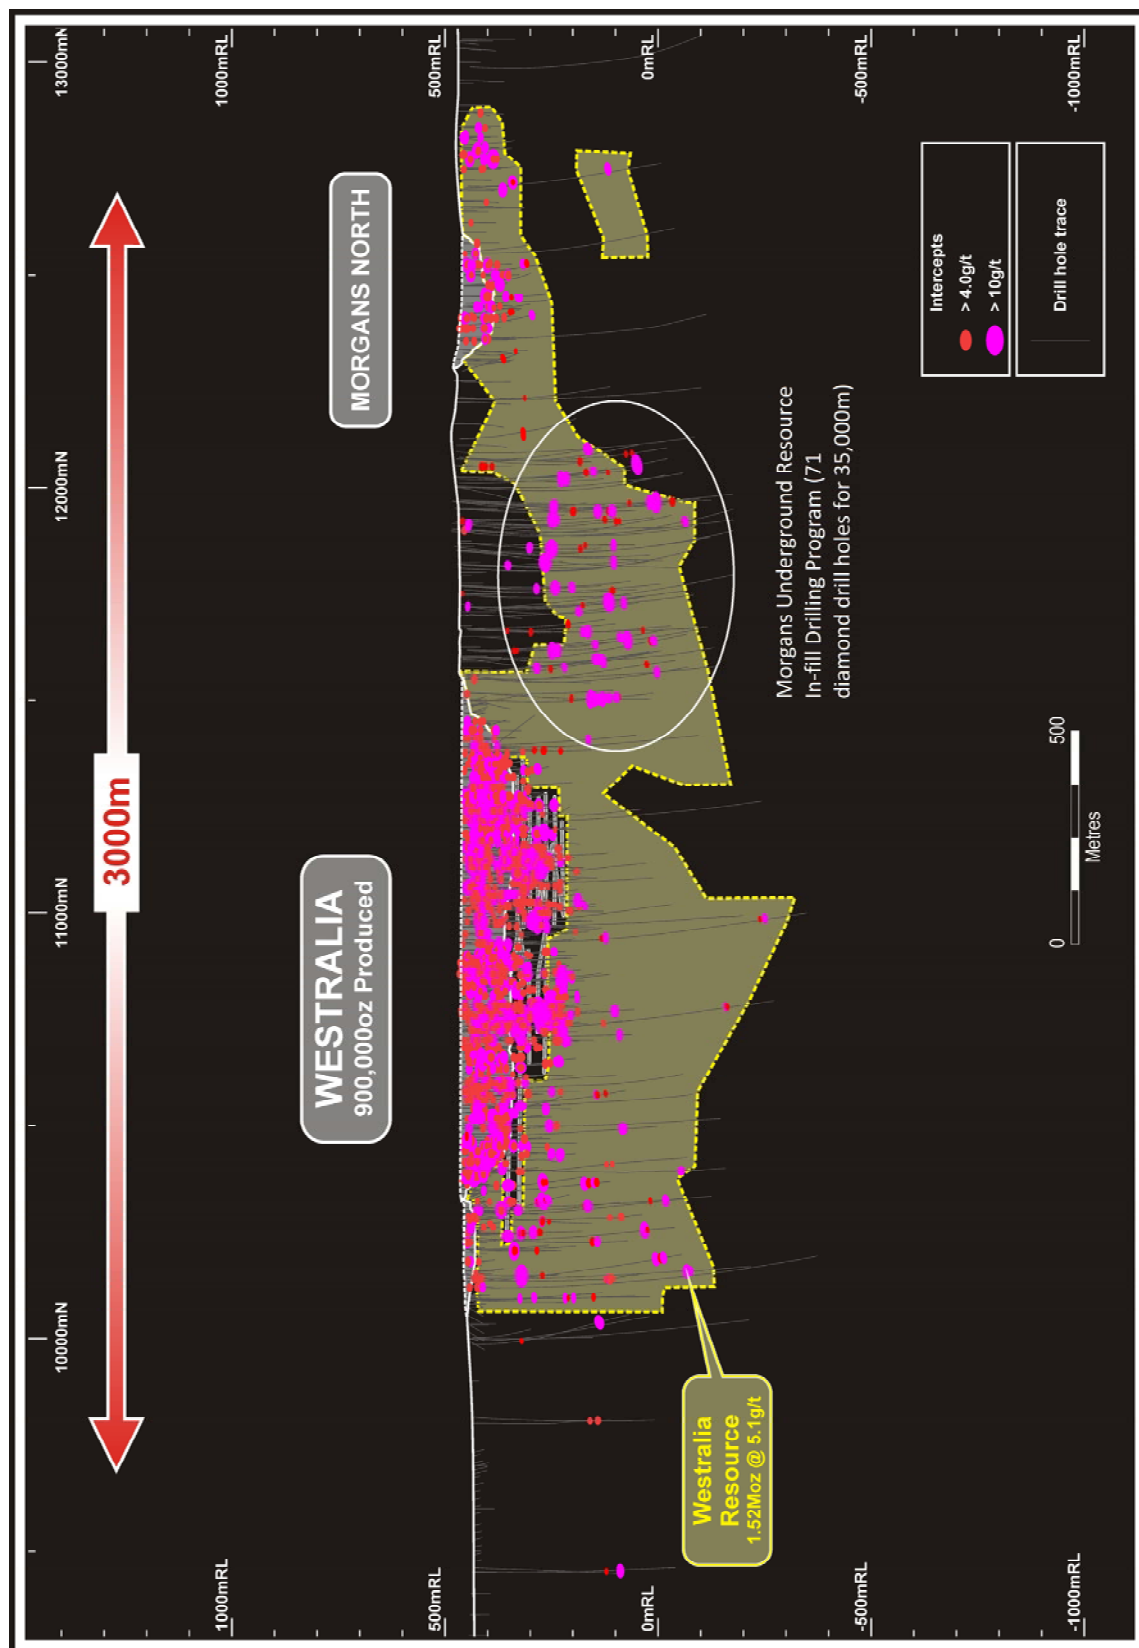 10000mN
11000mN
12000mN
13000mN
3000m
1000mRL
1000mRL
WESTRALIA
900,000oz Produced
MORGANS NORTH
500mRL
500mRL
0mRL
0mRL
Westralia
Resource
1.52Moz @ 5.1g/t
Morgans Underground Resource
In-fill Drilling Program (71
diamond drill holes for 35,000m)
-500mRL
-500mRL
Intercepts
> 4.0g/t
> 10g/t
Drill hole trace
0
500
Metres
-1000mRL
-1000mRL